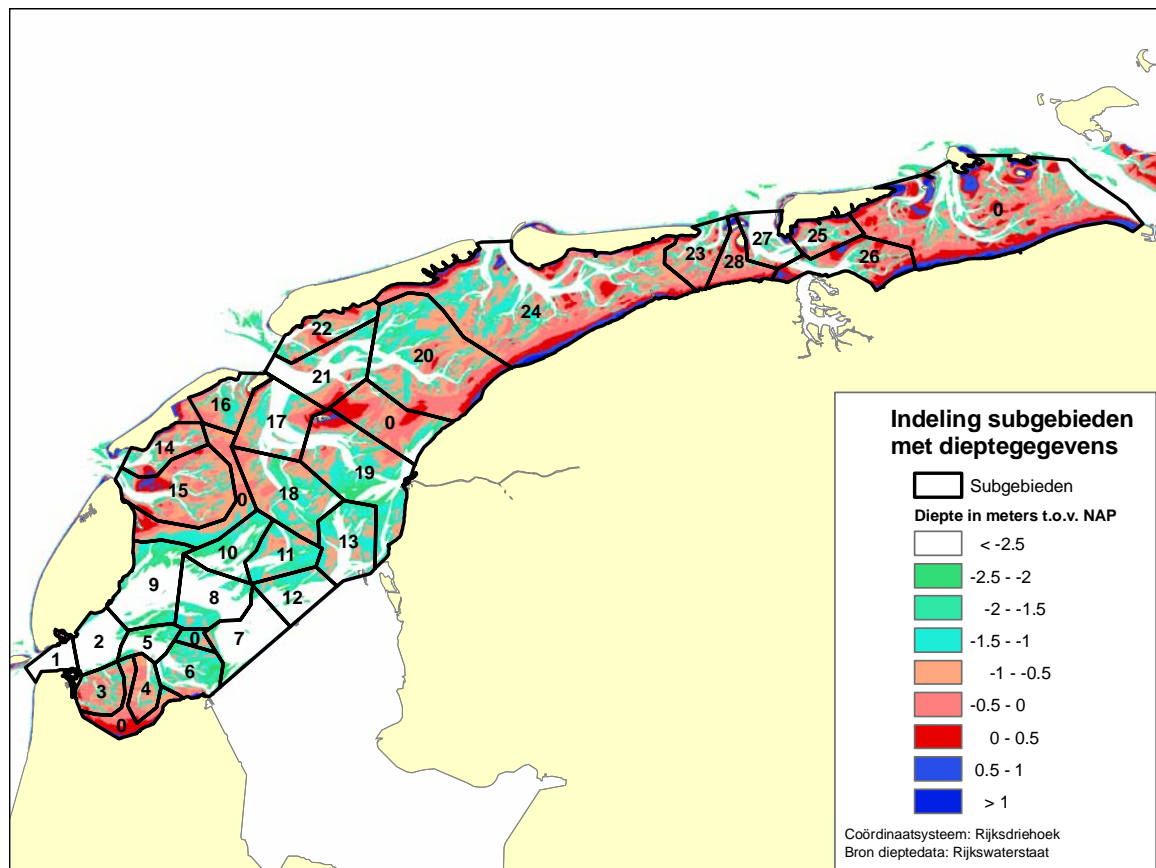 0
25
27
26
23
28
24
22
20
21
16
17
0
14
19
15
0
18
10
11
13
9
8
12
0
7
2
5
1
6
3
4
0
Indeling subgebieden
met dieptegegevens
Subgebieden
Diepte in meters t.o.v. NAP
< -2.5
-2.5 - -2
-2 - -1.5
-1.5 - -1
-1 - -0.5
-0.5 - 0
0 - 0.5
0.5 - 1
> 1
Coördinaatsysteem: Rijksdriehoek
Bron dieptedata: Rijkswaterstaat